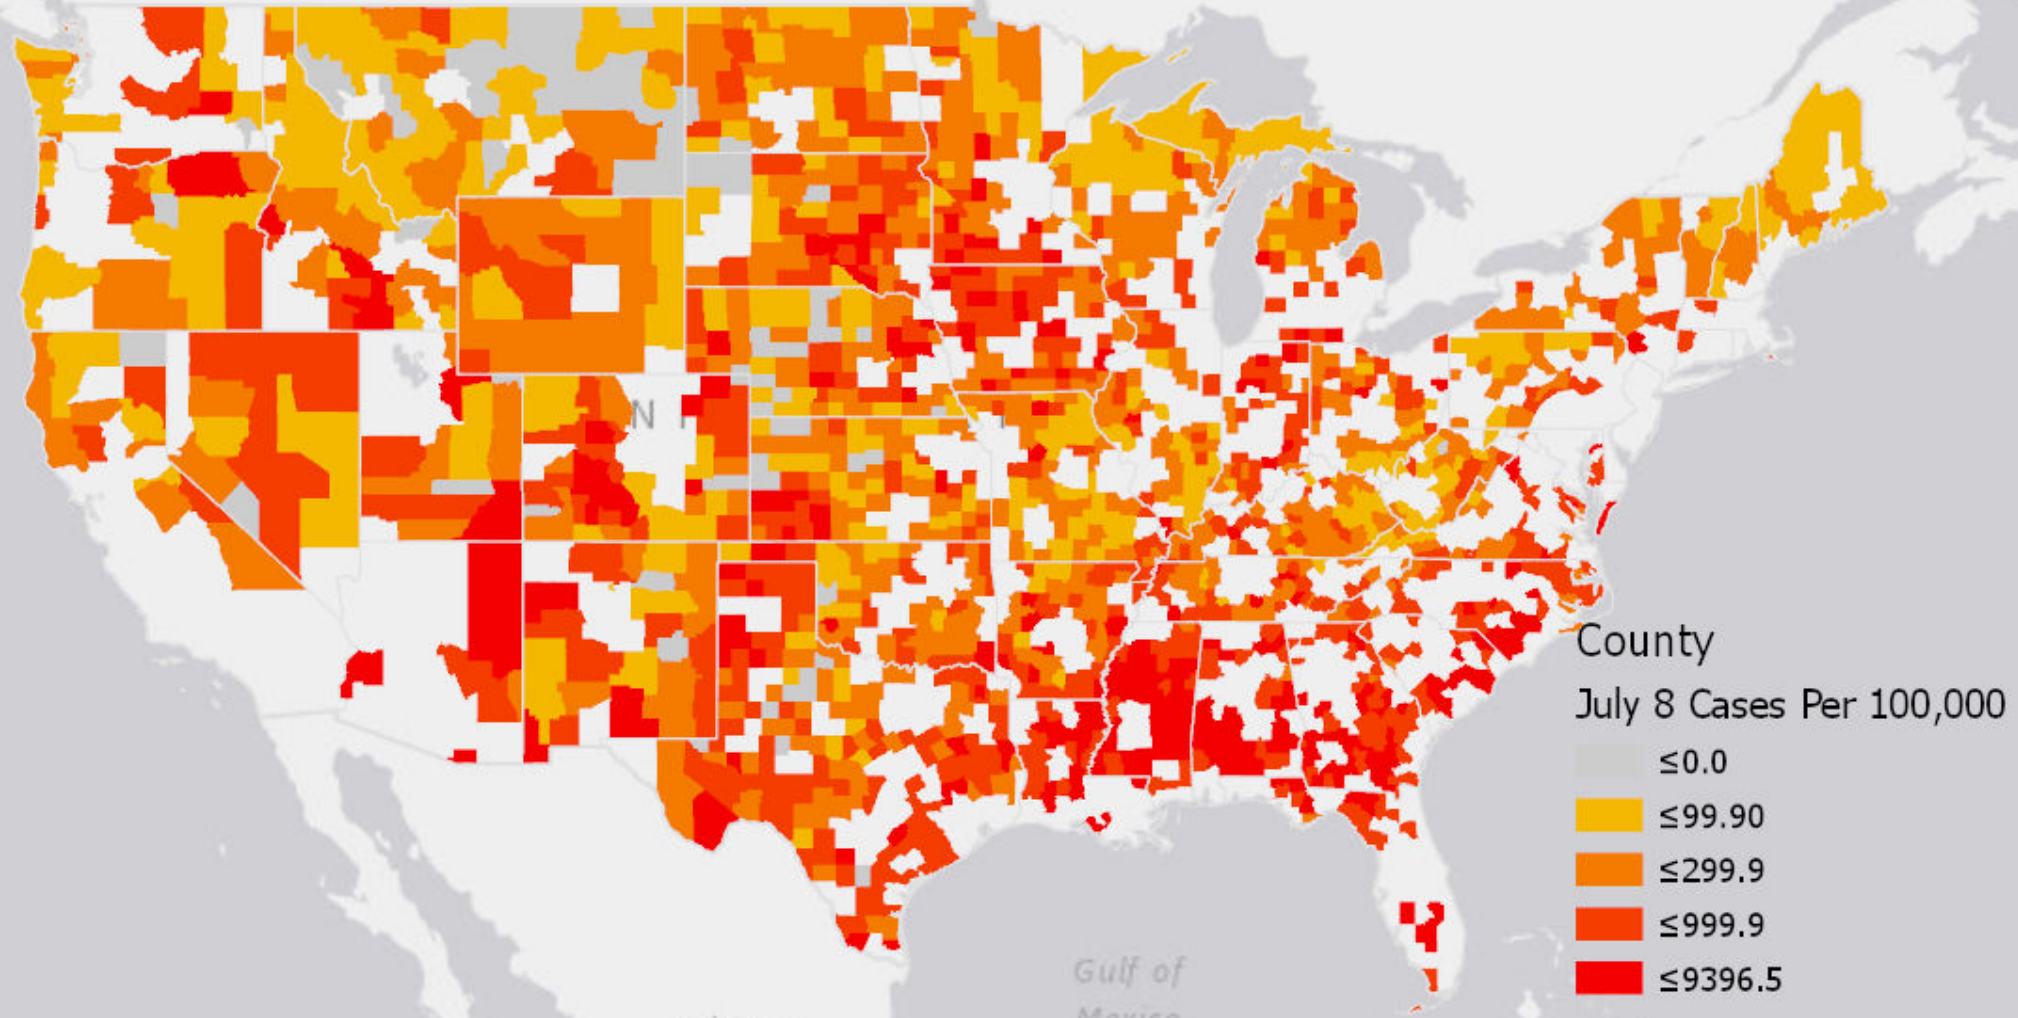 N
County
July 8 Cases Per 100,000
≤0.0
≤99.90
≤299.9
≤999.9
≤9396.5
Gulf of
Mexico